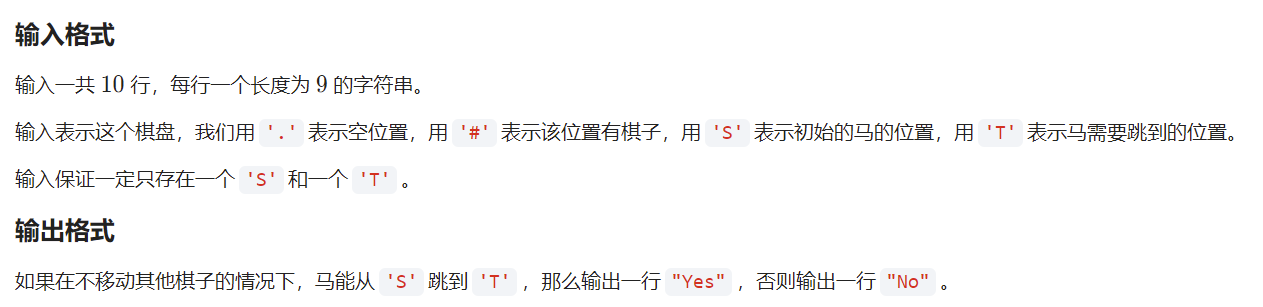 输入格式
输入一共 10 行，每行一个长度为 9 的字符串。
输入表示这个棋盘，我们用 '.' 表示空位置，用 '#' 表示该位置有棋子，用 'S' 表示初始的马的位置，用 'T' 表示马需要跳到的位置。
输入保证一定只存在一个 'S' 和一个 'T' 。
输出格式
如果在不移动其他棋子的情况下，马能从 'S' 跳到 'T' ，那么输出一行 "Yes" ，否则输出一行 "No" 。